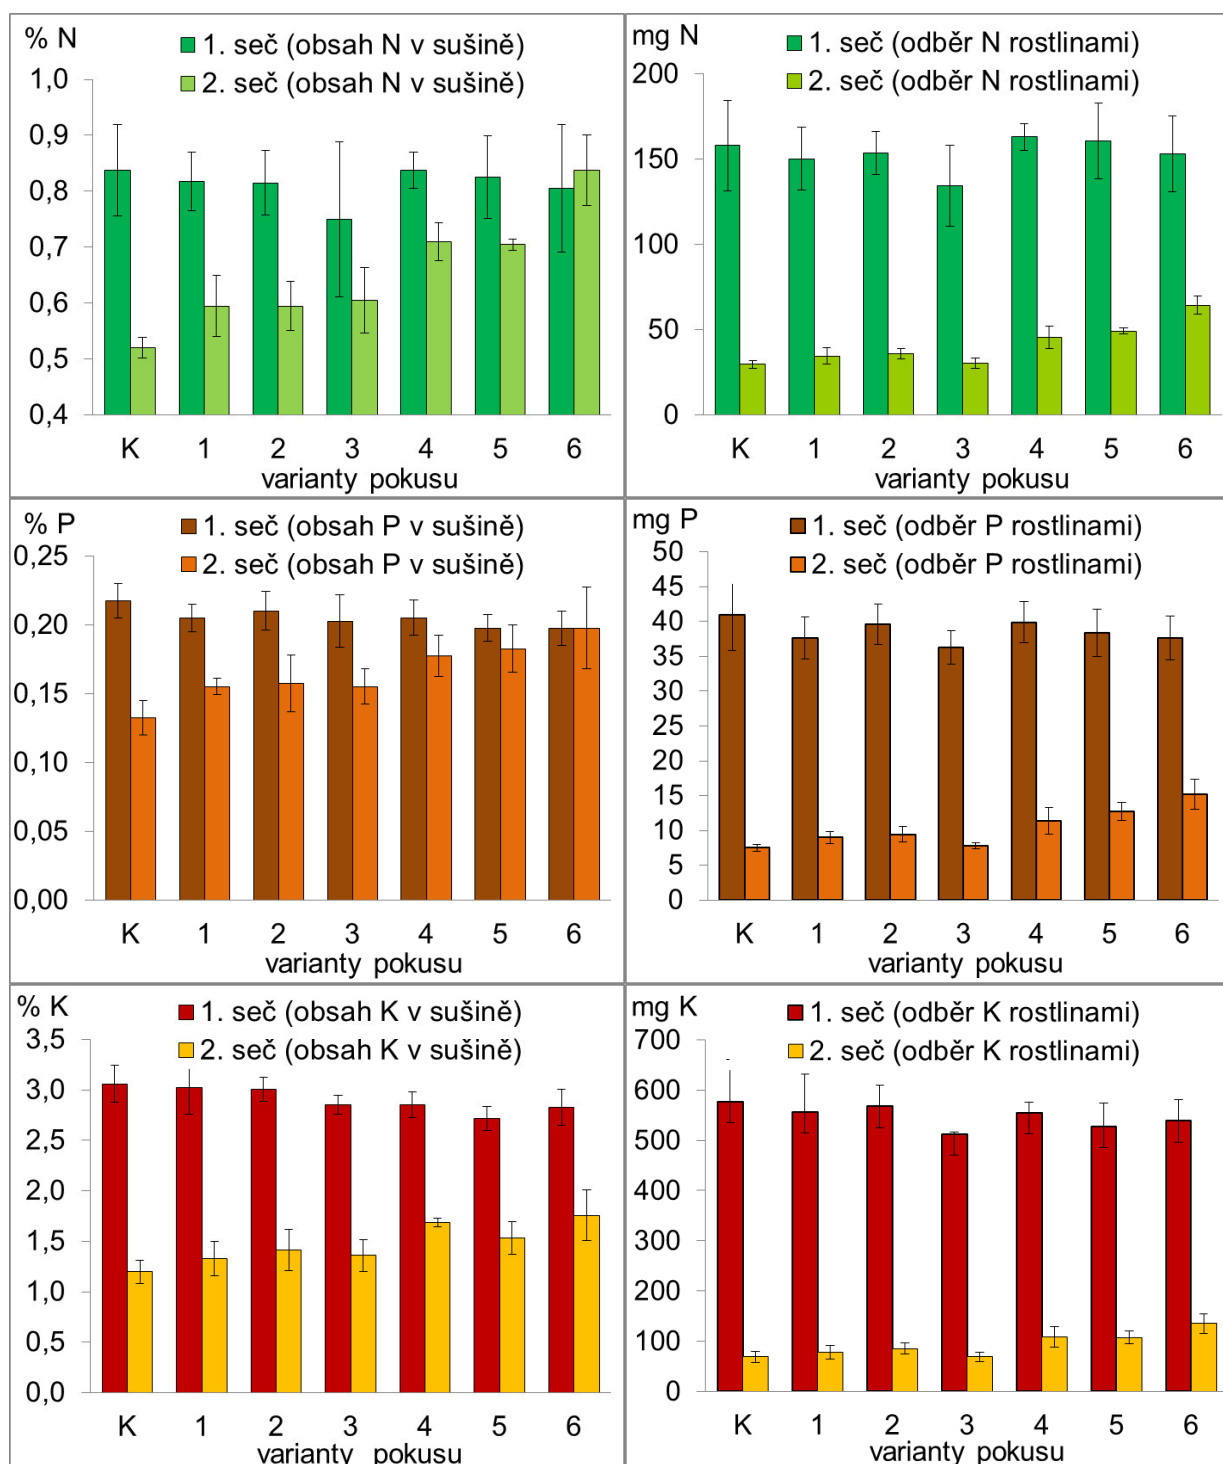 % N
1. seč (obsah N v sušině)
2. seč (obsah N v sušině)
1,0
0,9
0,8
0,7
0,6
0,5
0,4
K 1 2 3 4 5 6
varianty pokusu
mg N
1. seč (odběr N rostlinami)
2. seč (odběr N rostlinami)
200
150
100
50
0
K 1 2 3 4 5 6
varianty pokusu
% P
1. seč (obsah P v sušině)
2. seč (obsah P v sušině)
0,25
0,20
0,15
0,10
0,05
0,00
K 1 2 3 4 5 6
varianty pokusu
mg P
1. seč (odběr P rostlinami)
2. seč (odběr P rostlinami)
50
45
40
35
30
25
20
15
10
5
0
K 1 2 3 4 5 6
varianty pokusu
% K
1. seč (obsah K v sušině)
2. seč (obsah K v sušině)
3,5
3,0
2,5
2,0
1,5
1,0
0,5
0,0
K 1 2 3 4 5 6
varianty pokusu
mg K
1. seč (odběr K rostlinami)
2. seč (odběr K rostlinami)
700
600
500
400
300
200
100
0
K 1 2 3 4 5 6
varianty pokusu